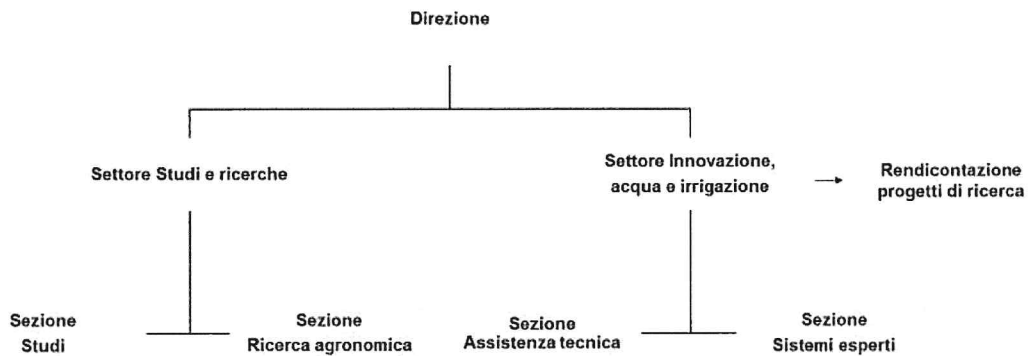 Direzione
Settore Studi e ricerche
Settore Innovazione,
acqua e irrigazione
Rendicontazione
progetti di ricerca
Sezione
Studi
Sezione
Ricerca agronomica
Sezione
Assistenza tecnica
Sezione
Sistemi esperti